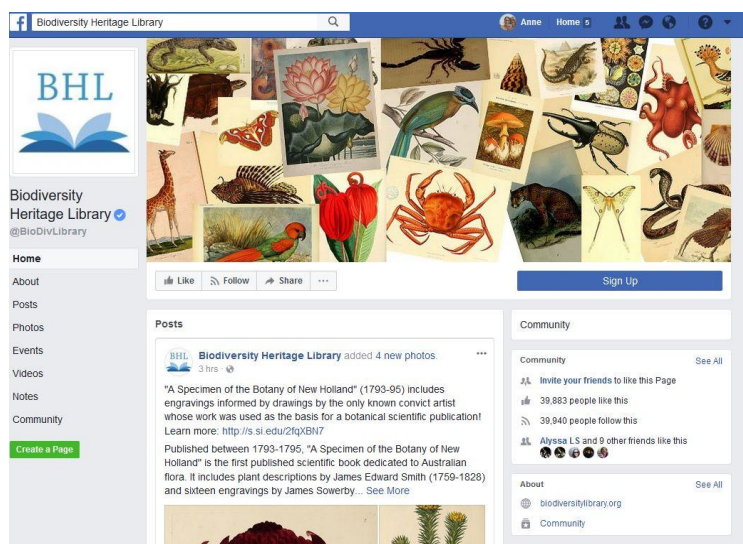 Biodiversity Heritage Library
Anne
Home 5
BHL
Biodiversity
Heritage Library
@BioDivLibrary
Home
About
Posts
Photos
Events
Videos
Notes
Community
Create a Page
Like
Follow
Share
Sign Up
Posts
BHL
Biodiversity Heritage Library added 4 new photos.
3 hrs
"A Specimen of the Botany of New Holland" (1793-95) includes
engravings informed by drawings by the only known convict artist
whose work was used as the basis for a botanical scientific publication!
Learn more: http://s.si.edu/2fqXBN7
Published between 1793-1795, "A Specimen of the Botany of New
Holland" is the first published scientific book dedicated to Australian
flora. It includes plant descriptions by James Edward Smith (1759-1828)
and sixteen engravings by James Sowerby... See More
Community
Community
See All
Invite your friends to like this Page
39,883 people like this
39,940 people follow this
Alyssa LS and 9 other friends like this
About
See All
biodiversitylibrary.org
Community